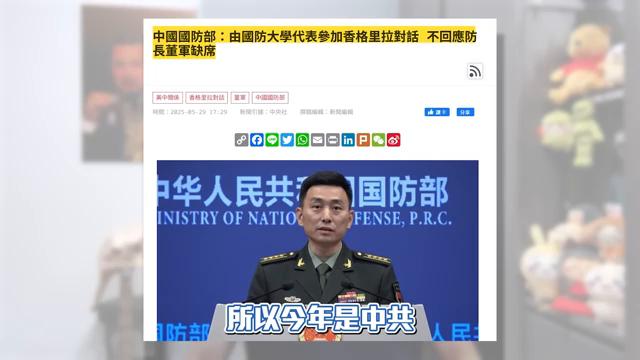 中國國防部：由國防大學代表參加香格里拉對話 不回應防
長董軍缺席
美中關係
香格里拉對話
董軍
中國國防部
時間：2025-05-29 17:29 新聞引據：中央社 撰稿編輯：新聞編輯
讚 0
分享
中华人民共和国国防部
MINISTRY OF NATIONAL DEFENSE, P.R.C.
所以今年是中共
国防部